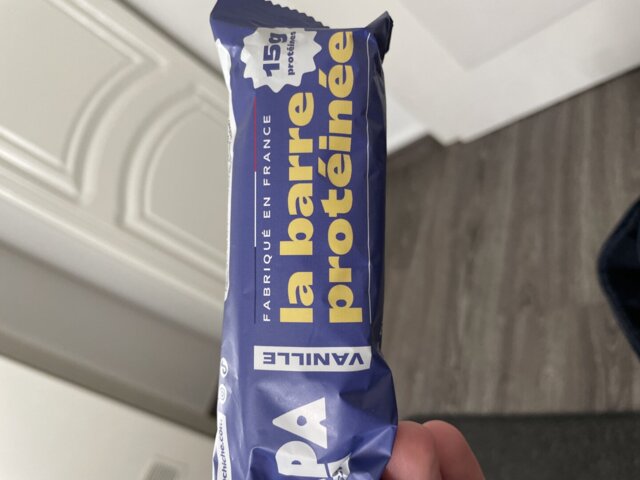 15g
protéines
FABRIQUÉ EN FRANCE
la barre
protéinée
VANILLE
PA